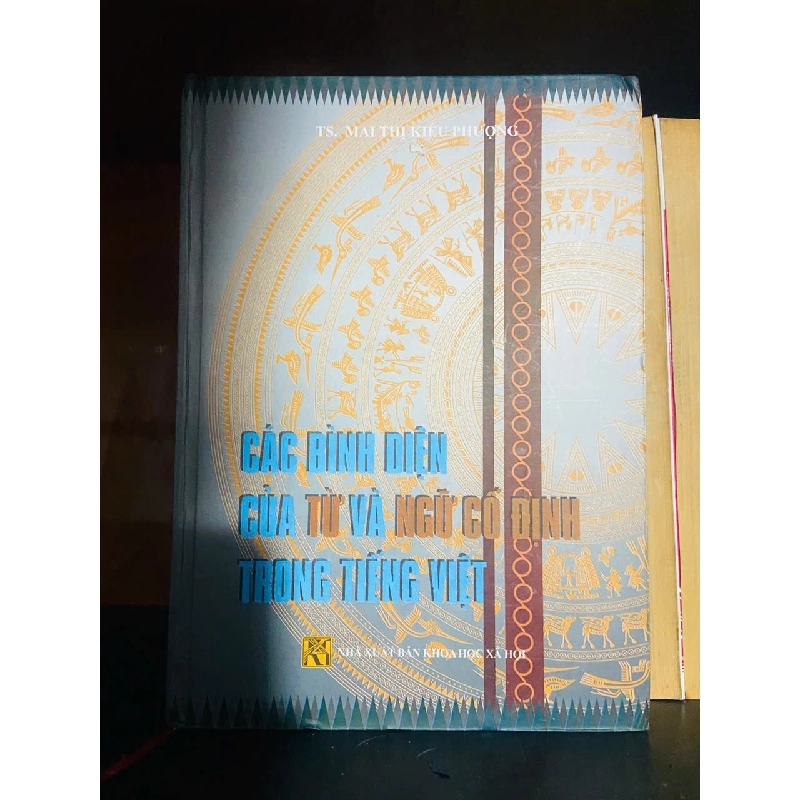 TS. MAI THỊ KIỀU PHƯỢNG
CÁC BÌNH DIỆN
CỦA TỪ VÀ NGỮ CỐ ĐỊNH
TRONG TIẾNG VIỆT
NHÀ XUẤT BẢN KHOA HỌC XÃ HỘI